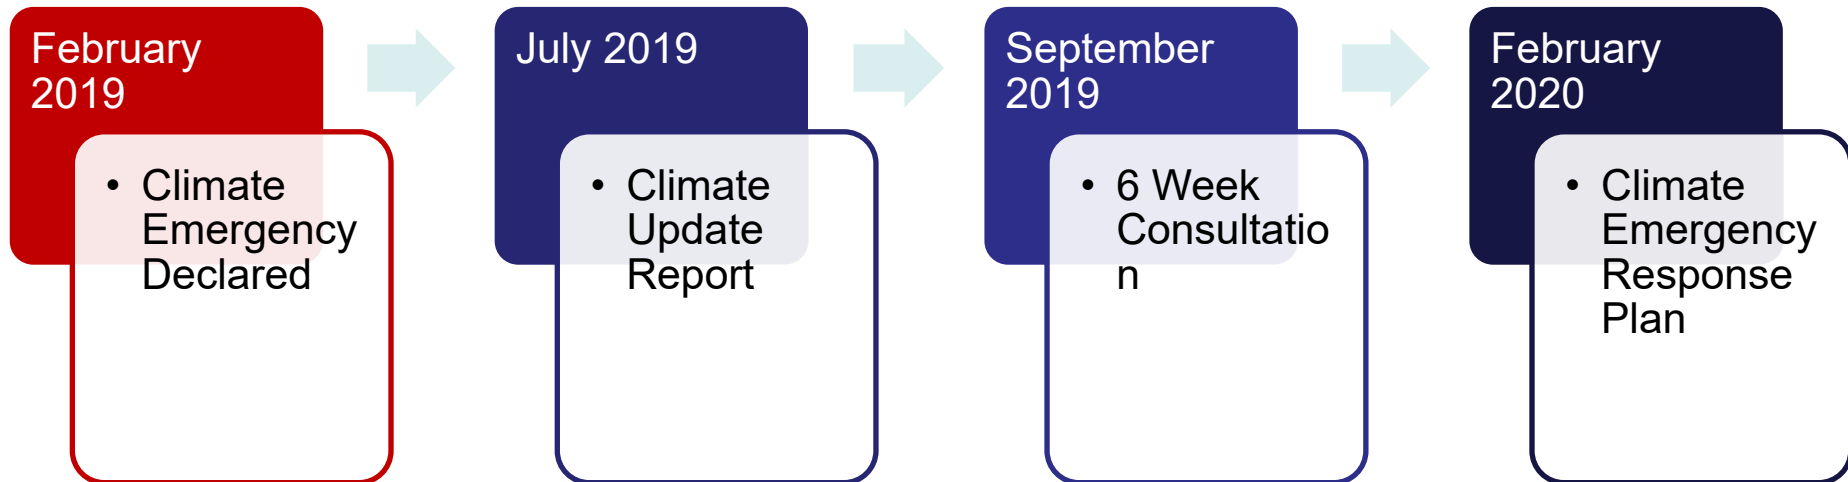 February
2019
• Climate
Emergency
Declared
July 2019
• Climate
Update
Report
September
2019
• 6 Week
Consultatio
n
February
2020
• Climate
Emergency
Response
Plan